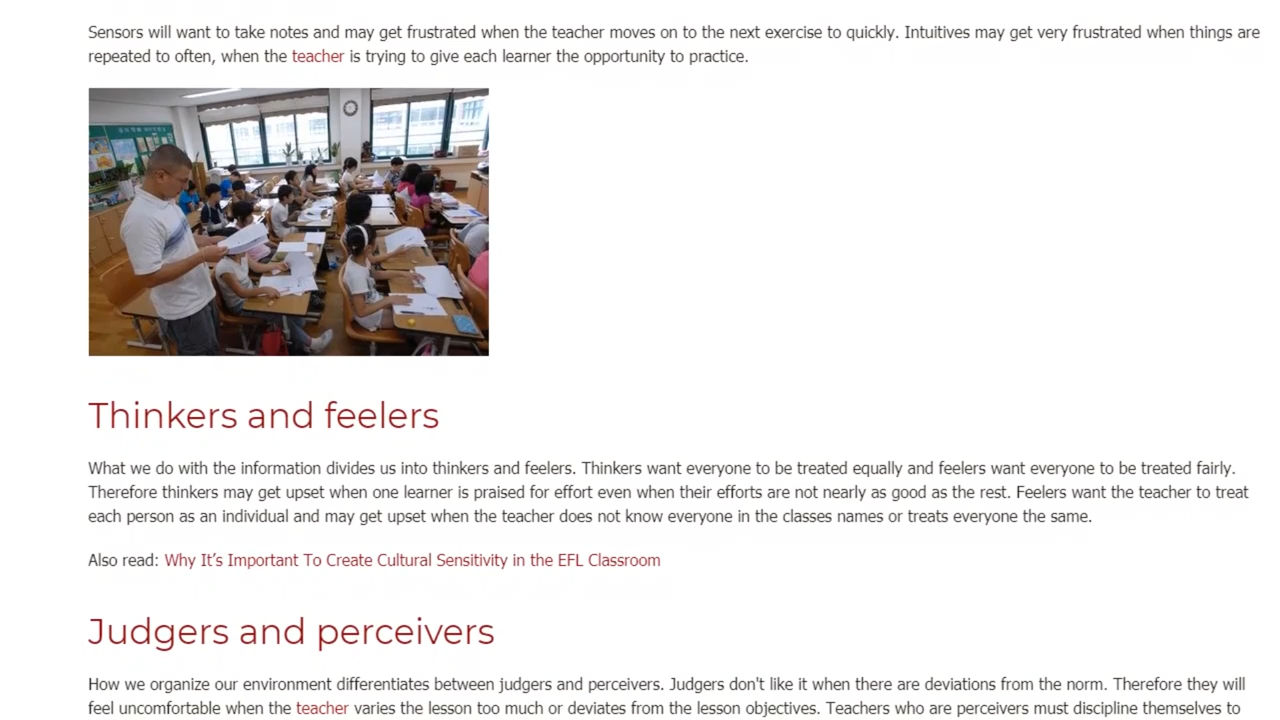 Sensors will want to take notes and may get frustrated when the teacher moves on to the next exercise to quickly. Intuitives may get very frustrated when things are
repeated to often, when the teacher is trying to give each learner the opportunity to practice.
Thinkers and feelers
What we do with the information divides us into thinkers and feelers. Thinkers want everyone to be treated equally and feelers want everyone to be treated fairly.
Therefore thinkers may get upset when one learner is praised for effort even when their efforts are not nearly as good as the rest. Feelers want the teacher to treat
each person as an individual and may get upset when the teacher does not know everyone in the classes names or treats everyone the same.
Also read: Why It’s Important To Create Cultural Sensitivity in the EFL Classroom
Judgers and perceivers
How we organize our environment differentiates between judgers and perceivers. Judgers don't like it when there are deviations from the norm. Therefore they will
feel uncomfortable when the teacher varies the lesson too much or deviates from the lesson objectives. Teachers who are perceivers must discipline themselves to